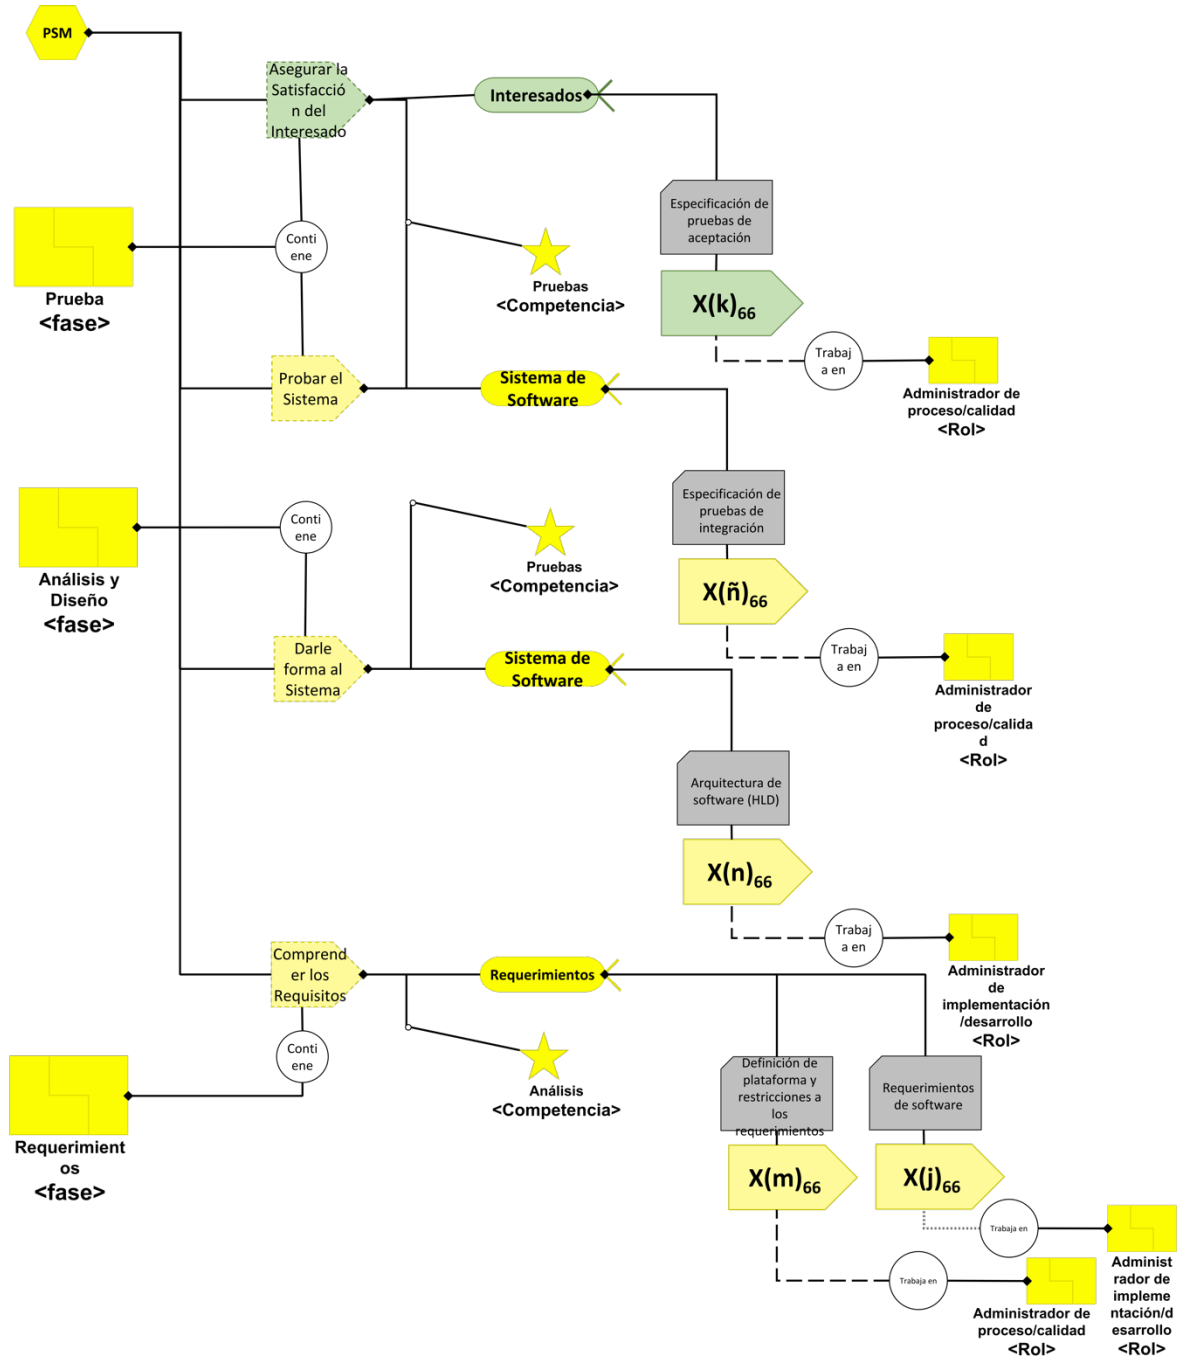 PSM
Asegurar la
Satisfacció
n del
Interesado
Interesados
Especificación de
pruebas de
aceptación
Conti
ene
Prueba
<fase>
Pruebas
<Competencia>
X(k)66
Trabaj
a en
Administrador de
proceso/calidad
<Rol>
Probar el
Sistema
Sistema de
Software
Especificación de
pruebas de
integración
Conti
ene
Análisis y
Diseño
<fase>
Pruebas
<Competencia>
X(ñ)66
Trabaj
a en
Administrador
de
proceso/calida
d
<Rol>
Darle
forma al
Sistema
Sistema de
Software
Arquitectura de
software (HLD)
X(n)66
Trabaj
a en
Administrador
de
implementación
/desarrollo
<Rol>
Comprend
er los
Requisitos
Requerimientos
Conti
ene
Requerimient
os
<fase>
Análisis
<Competencia>
Definición de
plataforma y
restricciones a
los
requerimientos
Requerimientos
de software
X(m)66
X(j)66
Trabaja en
Administ
rador de
impleme
ntación/d
esarrollo
<Rol>
Trabaja en
Administrador de
proceso/calidad
<Rol>